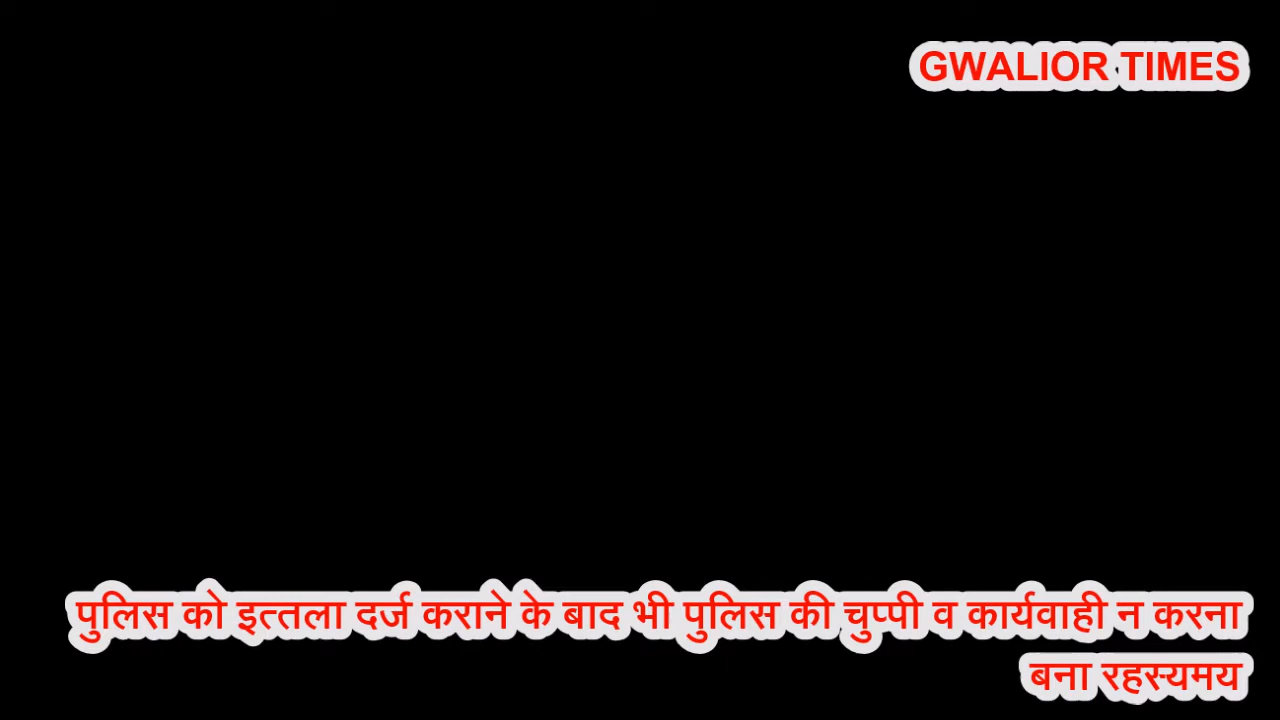 GWALIOR TIMES
पुलिस को इत्तला दर्ज कराने के बाद भी पुलिस की चुप्पी व कार्यवाही न करना
बना रहस्यमय